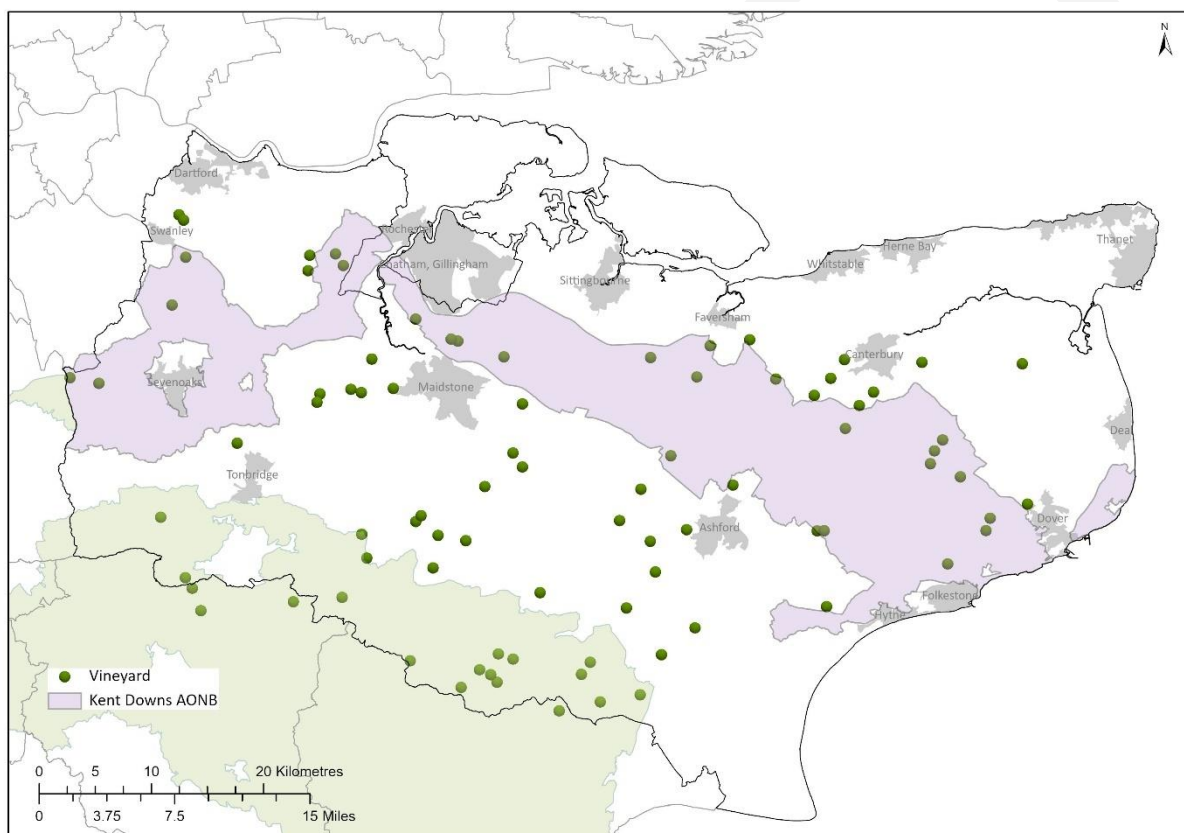 N
Dartford
Swanley
Rochester
Chatham, Gillingham
Sittingbourne
Whitstable
Herne Bay
Thanet
Faversham
Canterbury
Sevenoaks
Maidstone
Deal
Tonbridge
Ashford
Dover
Folkestone
Hythe
Vineyard
Kent Downs AONB
0 5 10 20 Kilometres
0 3.75 7.5 15 Miles